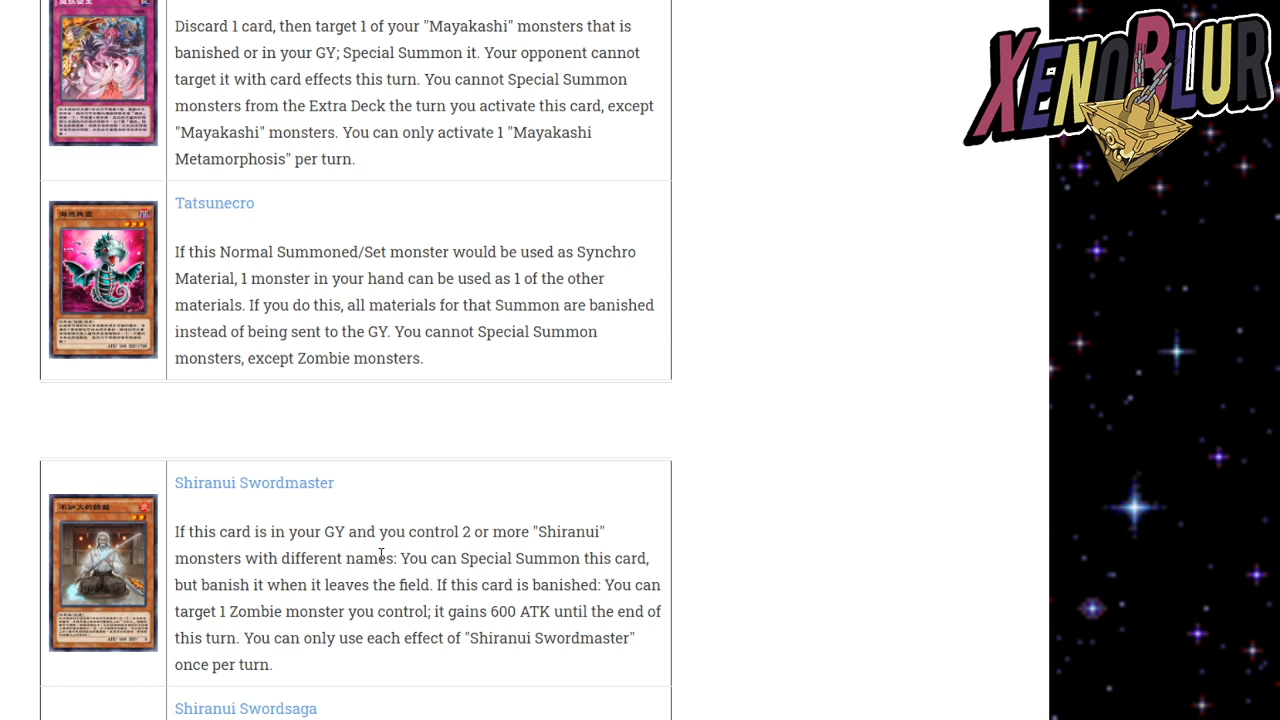 Discard 1 card, then target 1 of your "Mayakashi" monsters that is
banished or in your GY; Special Summon it. Your opponent cannot
target it with card effects this turn. You cannot Special Summon
monsters from the Extra Deck the turn you activate this card, except
"Mayakashi" monsters. You can only activate 1 "Mayakashi
Metamorphosis" per turn.
Tatsunecro
If this Normal Summoned/Set monster would be used as Synchro
Material, 1 monster in your hand can be used as 1 of the other
materials. If you do this, all materials for that Summon are banished
instead of being sent to the GY. You cannot Special Summon
monsters, except Zombie monsters.
Shiranui Swordmaster
If this card is in your GY and you control 2 or more "Shiranui"
monsters with different names: You can Special Summon this card,
but banish it when it leaves the field. If this card is banished: You can
target 1 Zombie monster you control; it gains 600 ATK until the end of
this turn. You can only use each effect of "Shiranui Swordmaster"
once per turn.
Shiranui Swordsaga
XENOBLUR